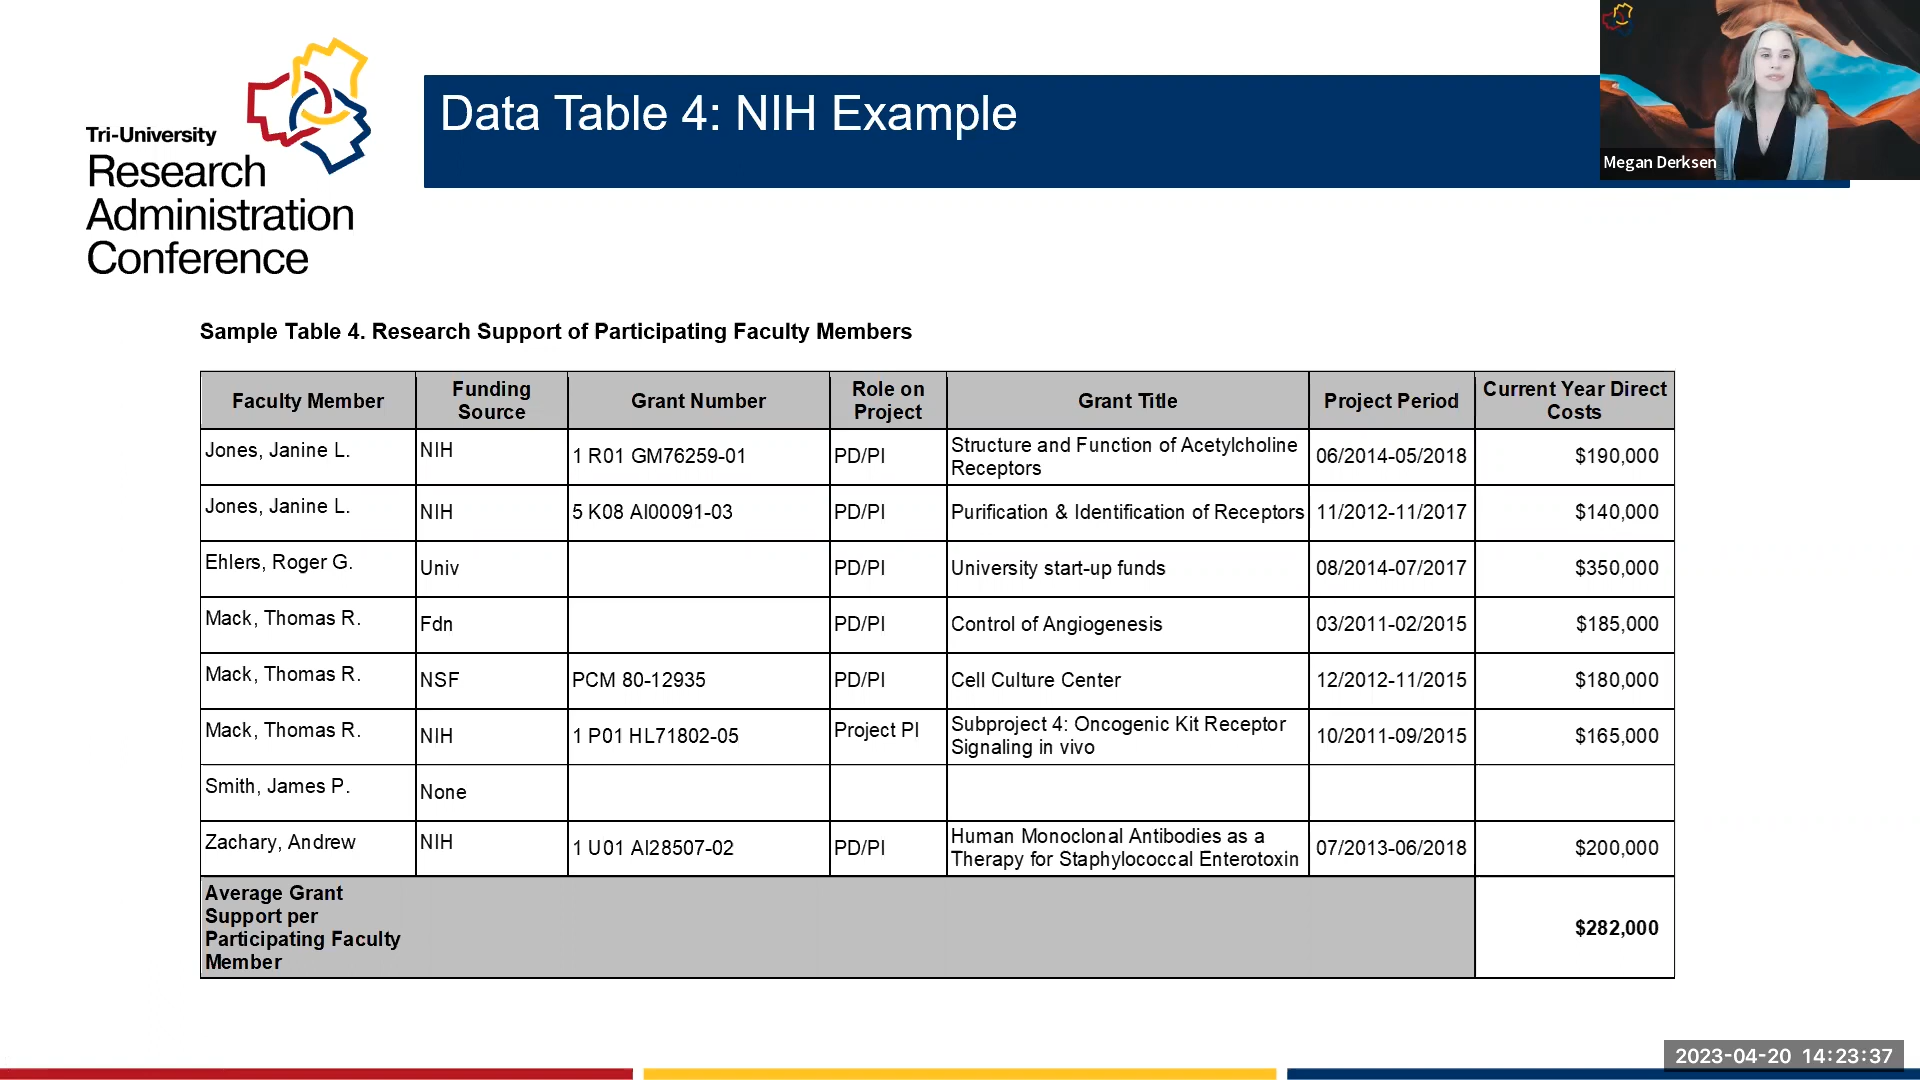 Tri-University
Research
Administration
Conference
Data Table 4: NIH Example
Megan Derksen
Sample Table 4. Research Support of Participating Faculty Members
Faculty Member Funding Source Grant Number Role on Project Grant Title Project Period Current Year Direct Costs
Jones, Janine L. NIH 1 R01 GM76259-01 PD/PI Structure and Function of Acetylcholine Receptors 06/2014-05/2018 $190,000
Jones, Janine L. NIH 5 K08 AI00091-03 PD/PI Purification & Identification of Receptors 11/2012-11/2017 $140,000
Ehlers, Roger G. Univ PD/PI University start-up funds 08/2014-07/2017 $350,000
Mack, Thomas R. Fdn PD/PI Control of Angiogenesis 03/2011-02/2015 $185,000
Mack, Thomas R. NSF PCM 80-12935 PD/PI Cell Culture Center 12/2012-11/2015 $180,000
Mack, Thomas R. NIH 1 P01 HL71802-05 Project PI Subproject 4: Oncogenic Kit Receptor Signaling in vivo 10/2011-09/2015 $165,000
Smith, James P. None
Zachary, Andrew NIH 1 U01 AI28507-02 PD/PI Human Monoclonal Antibodies as a Therapy for Staphylococcal Enterotoxin 07/2013-06/2018 $200,000
Average Grant Support per Participating Faculty Member $282,000
2023-04-20 14:23:37